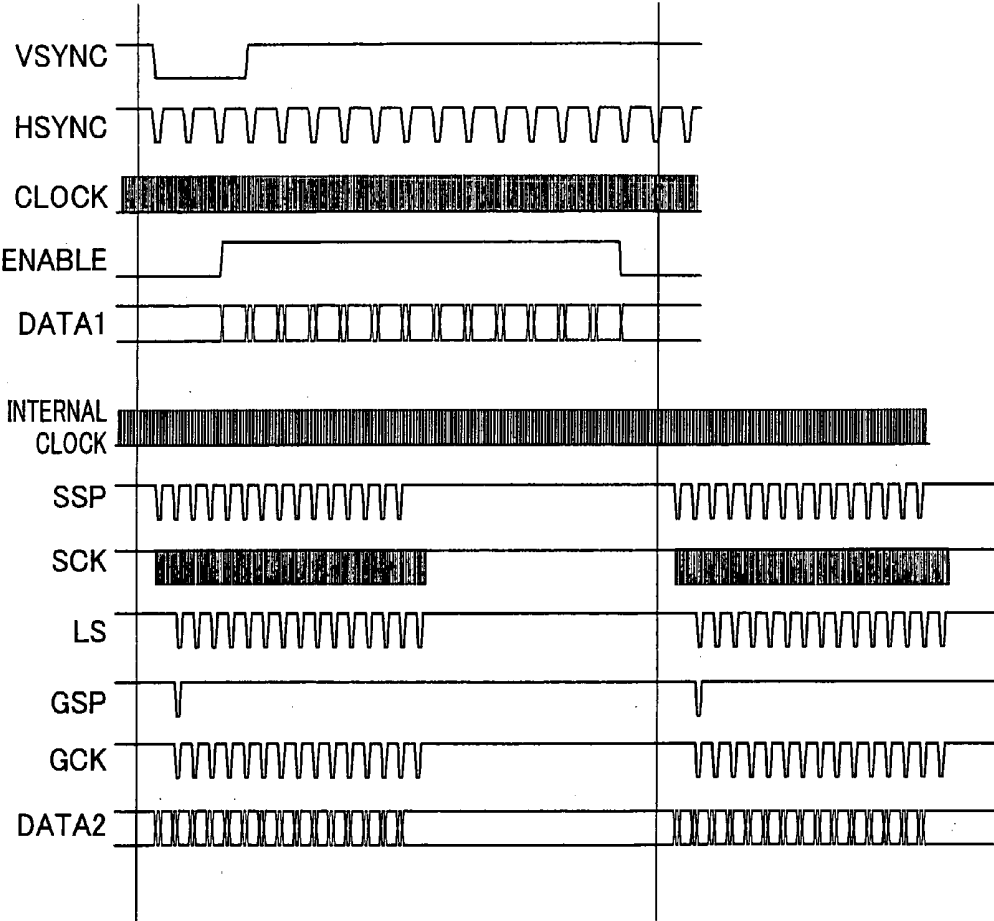 VSYNC
HSYNC
CLOCK
ENABLE
DATA1
INTERNAL
CLOCK
SSP
SCK
LS
GSP
GCK
DATA2